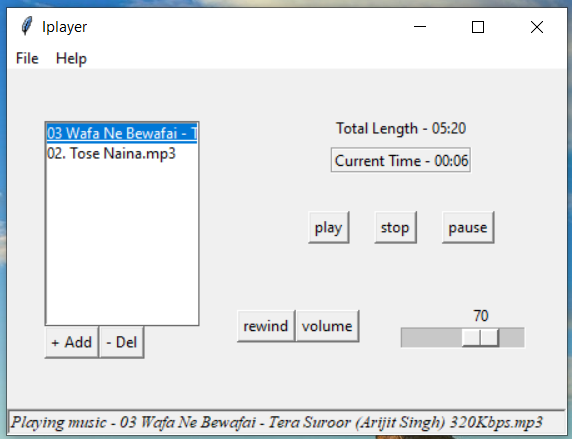 Iplayer
File Help
03 Wafa Ne Bewafai - T
02. Tose Naina.mp3
Total Length - 05:20
Current Time - 00:06
play stop pause
rewind volume
70
+ Add - Del
Playing music - 03 Wafa Ne Bewafai - Tera Suroor (Arijit Singh) 320Kbps.mp3